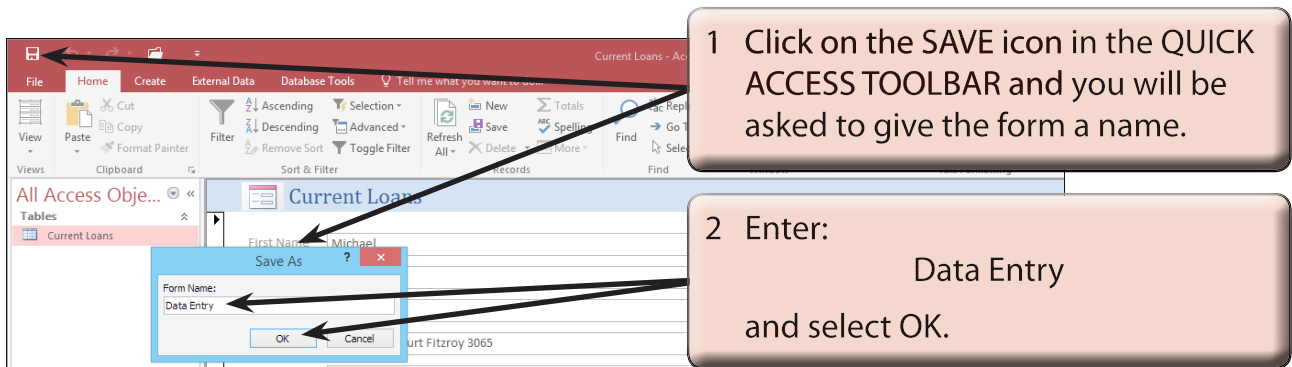 1 Click on the SAVE icon in the QUICK
ACCESS TOOLBAR and you will be
asked to give the form a name.
Current Loans - Ac
File Home Create External Data Database Tools Tell me what you want to do...
View
Views
Paste
Cut
Copy
Format Painter
Clipboard
Filter
Ascending
Descending
Remove Sort
Selection
Advanced
Toggle Filter
Sort & Filter
Refresh
All
New
Save
Delete
Totals
Spelling
More
Records
Find
Repl
Go T
Selec
Find
All Access Obje...
Tables
Current Loans
Current Loans
First Name Michael
Save As ?
Form Name:
Data Entry
OK Cancel
urt Fitzroy 3065
2 Enter:
Data Entry
and select OK.